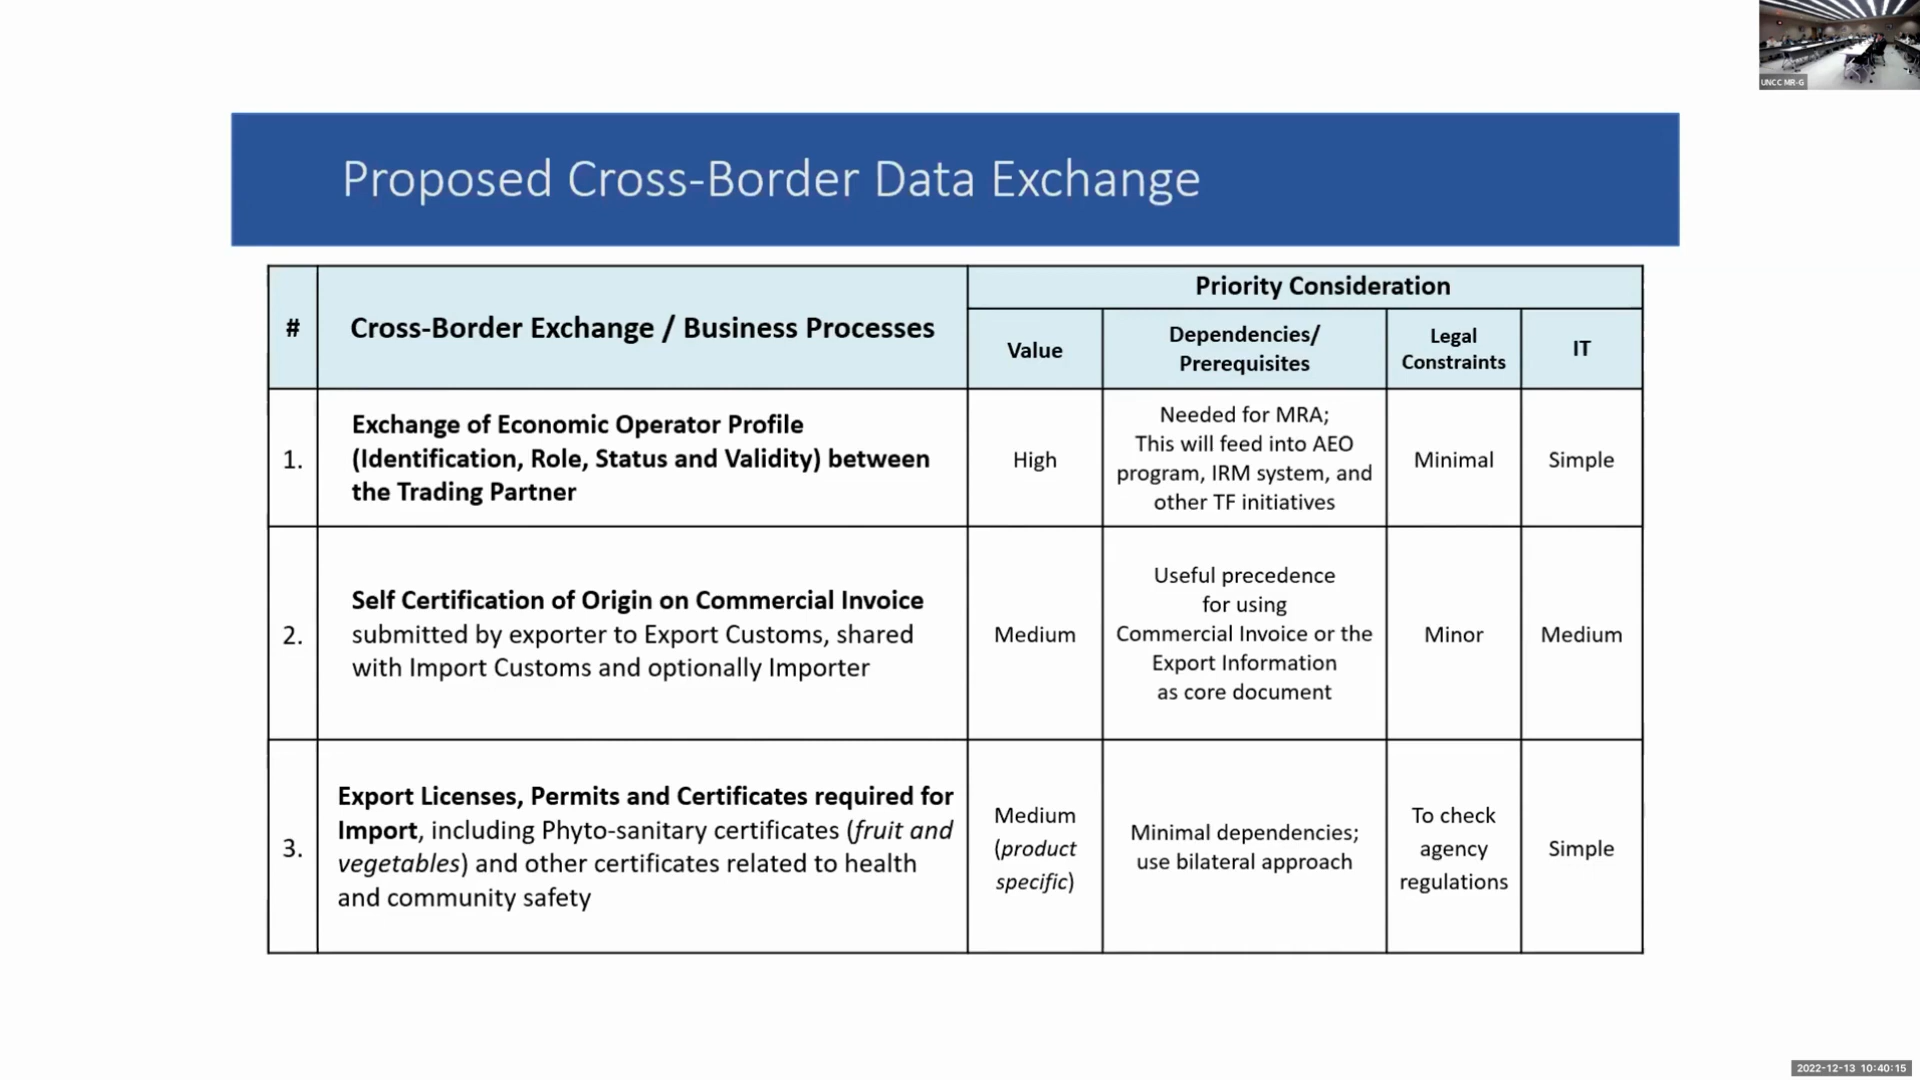 UNCC MR-G
Proposed Cross-Border Data Exchange
#
Cross-Border Exchange / Business Processes
Priority Consideration
Value
Dependencies/
Prerequisites
Legal
Constraints
IT
1.
Exchange of Economic Operator Profile
(Identification, Role, Status and Validity) between
the Trading Partner
High
Needed for MRA;
This will feed into AEO
program, IRM system, and
other TF initiatives
Minimal
Simple
2.
Self Certification of Origin on Commercial Invoice
submitted by exporter to Export Customs, shared
with Import Customs and optionally Importer
Medium
Useful precedence
for using
Commercial Invoice or the
Export Information
as core document
Minor
Medium
3.
Export Licenses, Permits and Certificates required for
Import, including Phyto-sanitary certificates (fruit and
vegetables) and other certificates related to health
and community safety
Medium
(product
specific)
Minimal dependencies;
use bilateral approach
To check
agency
regulations
Simple
2022-12-13 10:40:15